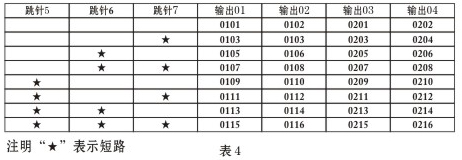 跳针5 跳针6 跳针7 输出01 输出02 输出03 输出04
0101 0102 0201 0202
★ 0103 0103 0203 0204
★ 0105 0106 0205 0206
★ ★ 0107 0108 0207 0208
★ 0109 0110 0209 0210
★ ★ 0111 0112 0211 0212
★ ★ 0113 0114 0213 0214
★ ★ ★ 0115 0116 0215 0216
注明“★”表示短路 表4